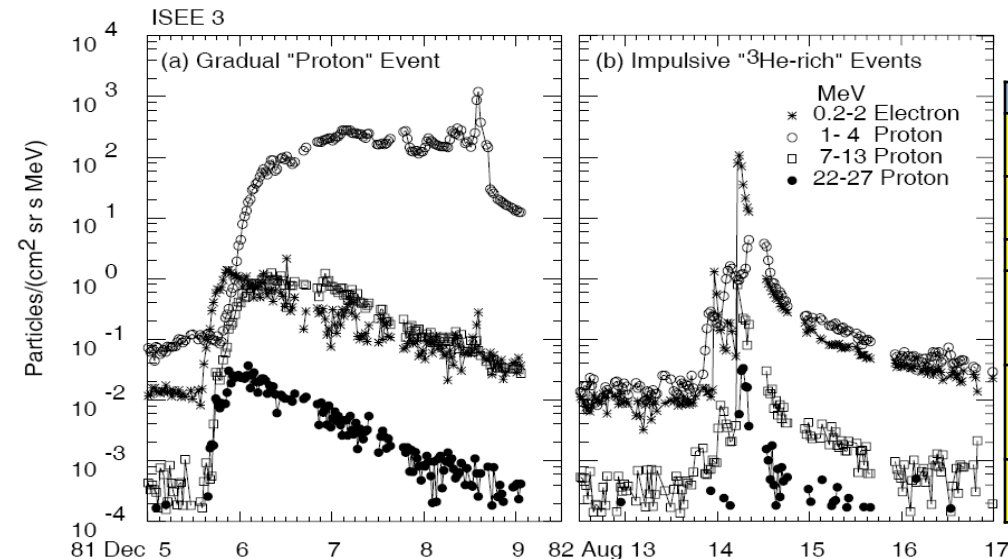 ISEE 3
(a) Gradual "Proton" Event
(b) Impulsive "³He-rich" Events
MeV
0.2-2 Electron
1- 4 Proton
7-13 Proton
22-27 Proton
Particles/(cm² sr s MeV)
10 4
10 3
10 2
10 1
10 0
10 -1
10 -2
10 -3
10 -4
81 Dec 5 6 7 8 9 82 Aug 13 14 15 16 17